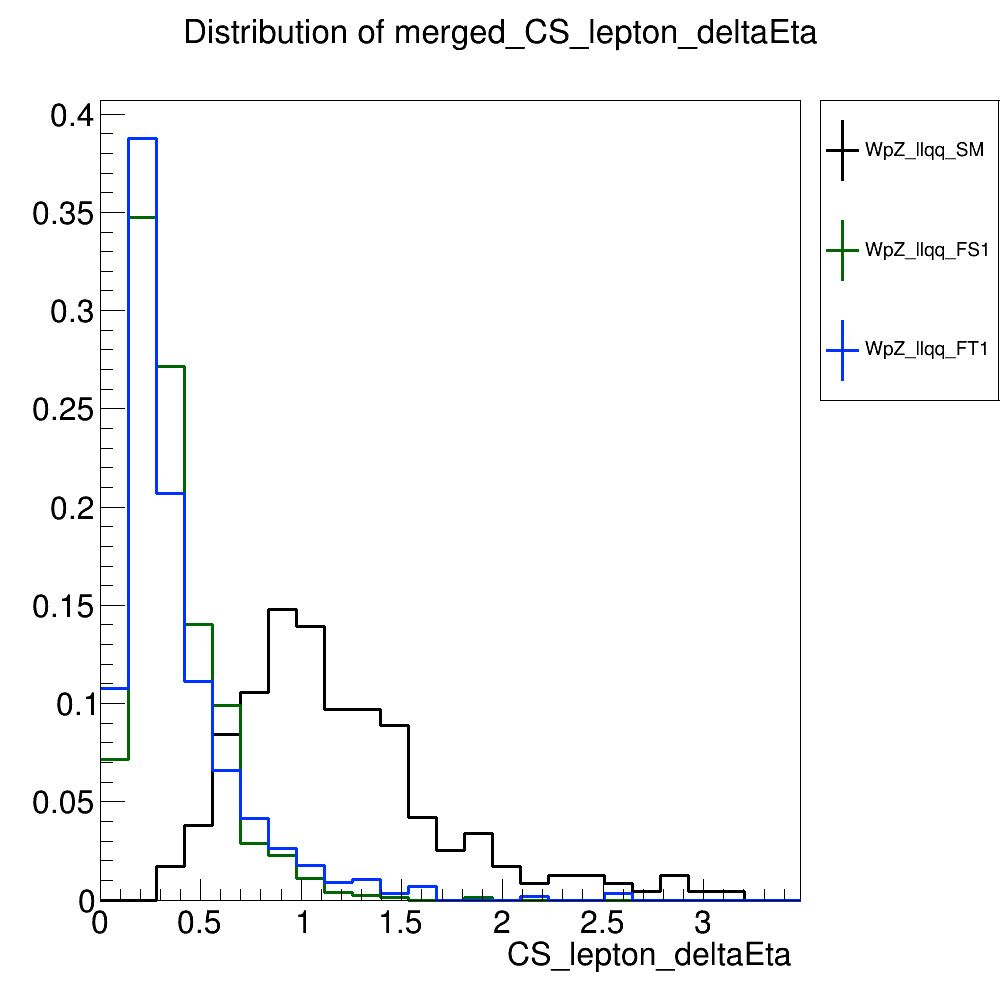 Distribution of merged_CS_lepton_deltaEta
0.4
0.35
0.3
0.25
0.2
0.15
0.1
0.05
0
0 0.5 1 1.5 2 2.5 3
CS_lepton_deltaEta
WpZ_llqq_SM
WpZ_llqq_FS1
WpZ_llqq_FT1